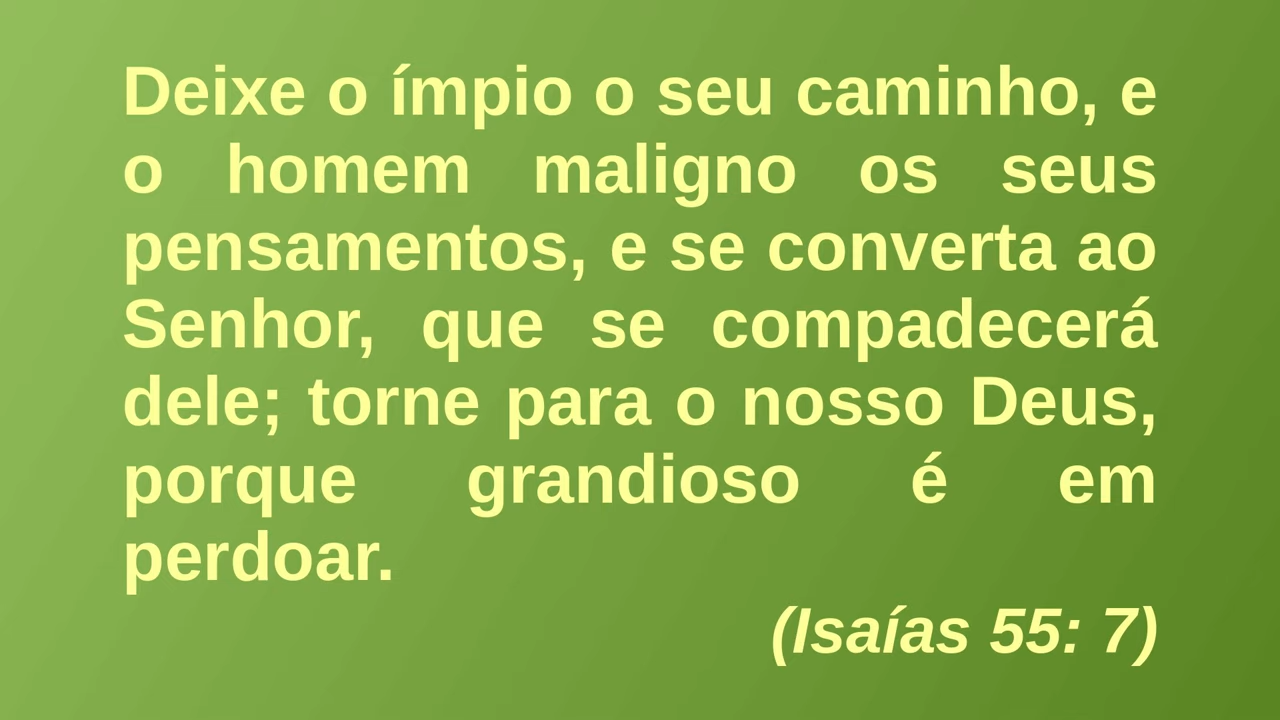 Deixe o ímpio o seu caminho, e
o homem maligno os seus
pensamentos, e se converta ao
Senhor, que se compadecerá
dele; torne para o nosso Deus,
porque grandioso é em
perdoar.
(Isaías 55: 7)